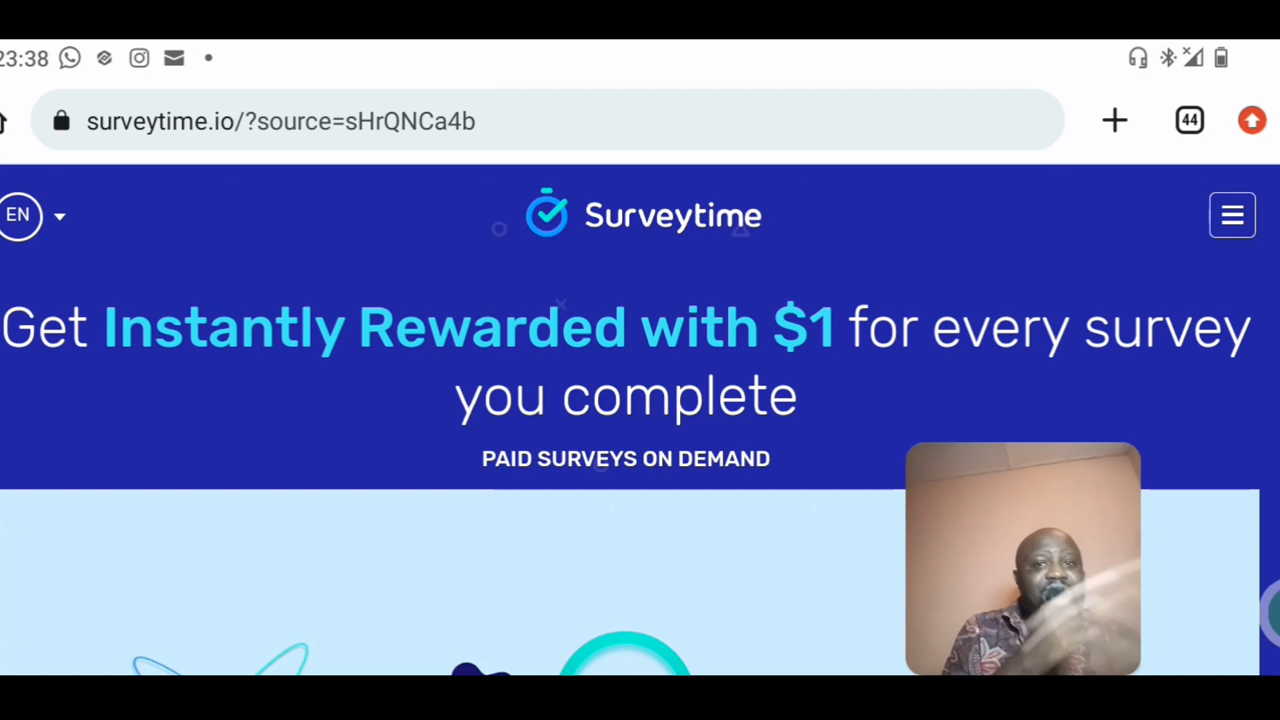 23:38
surveytime.io/?source=sHrQNCa4b
44
EN
Surveytime
Get Instantly Rewarded with $1 for every survey
you complete
PAID SURVEYS ON DEMAND